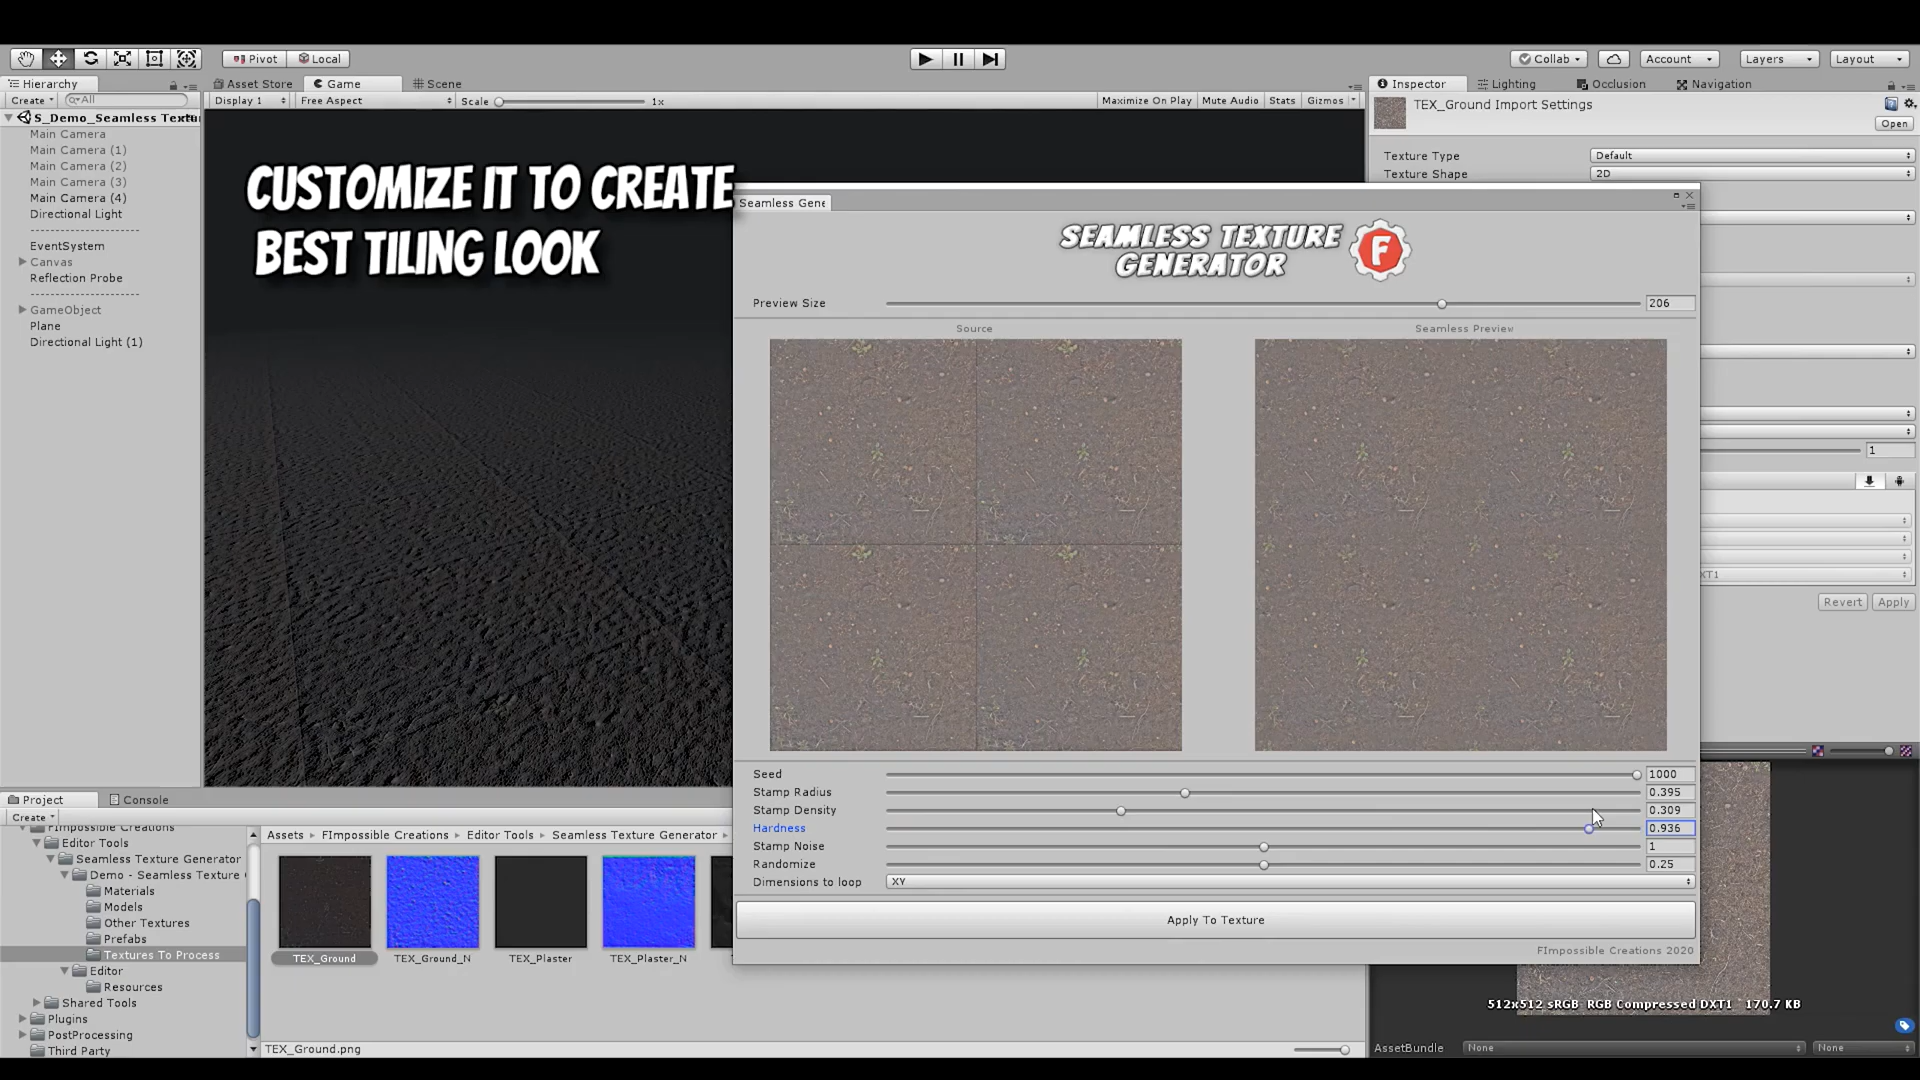 Pivot Local
Collab Account Layers Layout
Hierarchy
Create All
S_Demo_Seamless Textu
Main Camera
Main Camera (1)
Main Camera (2)
Main Camera (3)
Main Camera (4)
Directional Light
EventSystem
Canvas
Reflection Probe
GameObject
Plane
Directional Light (1)
Asset Store Game Scene
Display 1 Free Aspect Scale 1x Maximize On Play Mute Audio Stats Gizmos
CUSTOMIZE IT TO CREATE
BEST TILING LOOK
Inspector Lighting Occlusion Navigation
TEX_Ground Import Settings
Open
Texture Type Default
Texture Shape 2D
1
XT1
Revert Apply
Seamless Gene
SEAMLESS TEXTURE
GENERATOR
F
Preview Size 206
Source Seamless Preview
Seed 1000
Stamp Radius 0.395
Stamp Density 0.309
Hardness 0.936
Stamp Noise 1
Randomize 0.25
Dimensions to loop XY
Apply To Texture
FImpossible Creations 2020
Project Console
Create
FImpossible Creations
Editor Tools
Seamless Texture Generator
Demo - Seamless Texture
Materials
Models
Other Textures
Prefabs
Textures To Process
Editor
Resources
Shared Tools
Plugins
PostProcessing
Third Party
Assets FImpossible Creations Editor Tools Seamless Texture Generator
TEX_Ground TEX_Ground_N TEX_Plaster TEX_Plaster_N
TEX_Ground.png
512x512 sRGB RGB Compressed DXT1 170.7 KB
AssetBundle None None